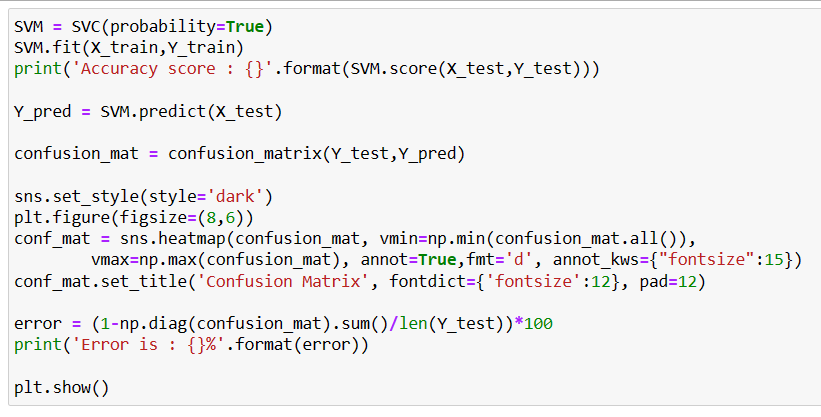 SVM = SVC(probability=True)
SVM.fit(X_train,Y_train)
print('Accuracy score : {}'.format(SVM.score(X_test,Y_test)))
Y_pred = SVM.predict(X_test)
confusion_mat = confusion_matrix(Y_test,Y_pred)
sns.set_style(style='dark')
plt.figure(figsize=(8,6))
conf_mat = sns.heatmap(confusion_mat, vmin=np.min(confusion_mat.all()),
vmax=np.max(confusion_mat), annot=True,fmt='d', annot_kws={"fontsize":15})
conf_mat.set_title('Confusion Matrix', fontdict={'fontsize':12}, pad=12)
error = (1-np.diag(confusion_mat).sum()/len(Y_test))*100
print('Error is : {}%'.format(error))
plt.show()